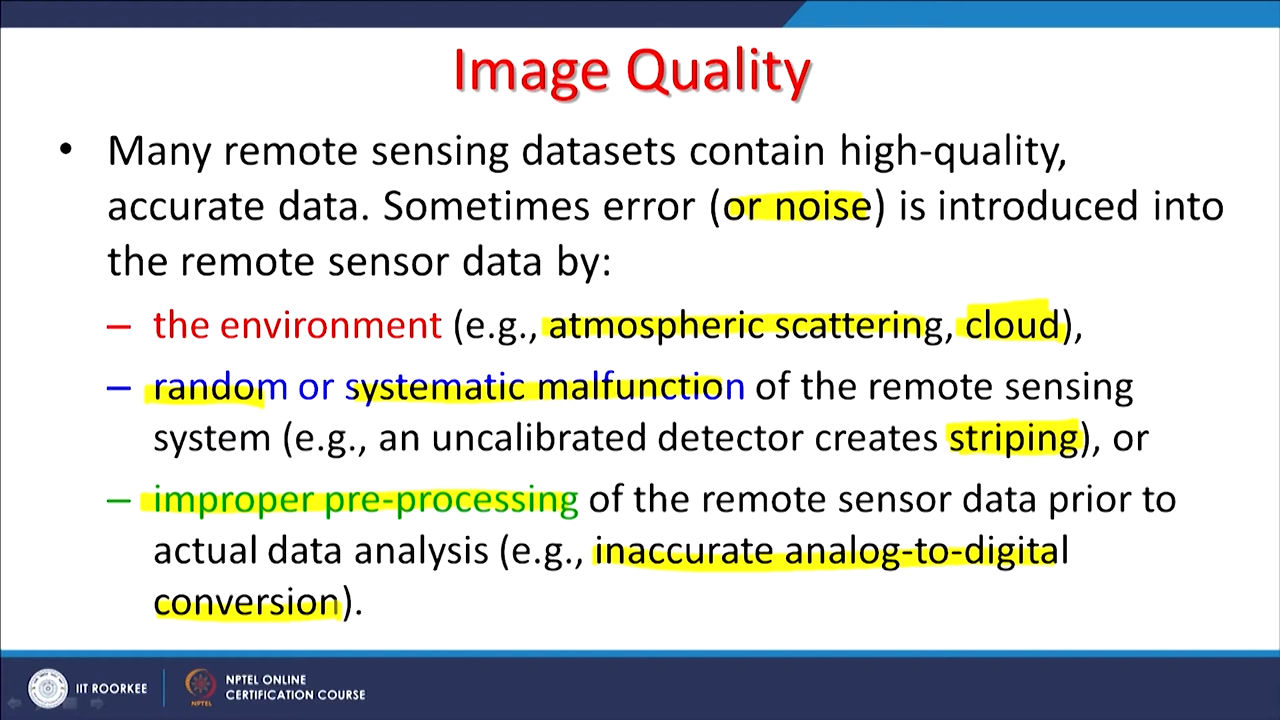 Image Quality
• Many remote sensing datasets contain high-quality,
accurate data. Sometimes error (or noise) is introduced into
the remote sensor data by:
– the environment (e.g., atmospheric scattering, cloud),
– random or systematic malfunction of the remote sensing
system (e.g., an uncalibrated detector creates striping), or
– improper pre-processing of the remote sensor data prior to
actual data analysis (e.g., inaccurate analog-to-digital
conversion).
IIT ROORKEE
NPTEL
NPTEL ONLINE
CERTIFICATION COURSE